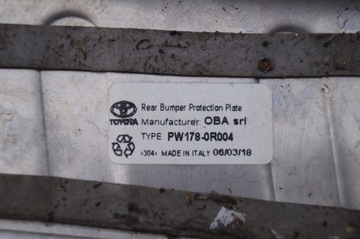 Rear Bumper Protection Plate
TOYOTA Manufacturer OBA srl
TYPE PW178-0R004
>304< MADE IN ITALY 06/03/18